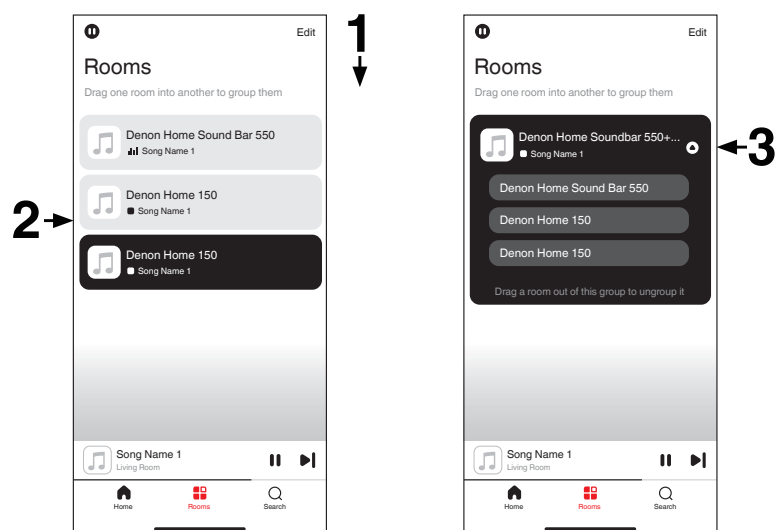 Edit
1
Rooms
Drag one room into another to group them
Denon Home Sound Bar 550
Song Name 1
Denon Home 150
Song Name 1
2
Denon Home 150
Song Name 1
Song Name 1
Living Room
Home
Rooms
Search
Edit
Rooms
Drag one room into another to group them
Denon Home Soundbar 550+...
Song Name 1
3
Denon Home Sound Bar 550
Denon Home 150
Denon Home 150
Drag a room out of this group to ungroup it
Song Name 1
Living Room
Home
Rooms
Search